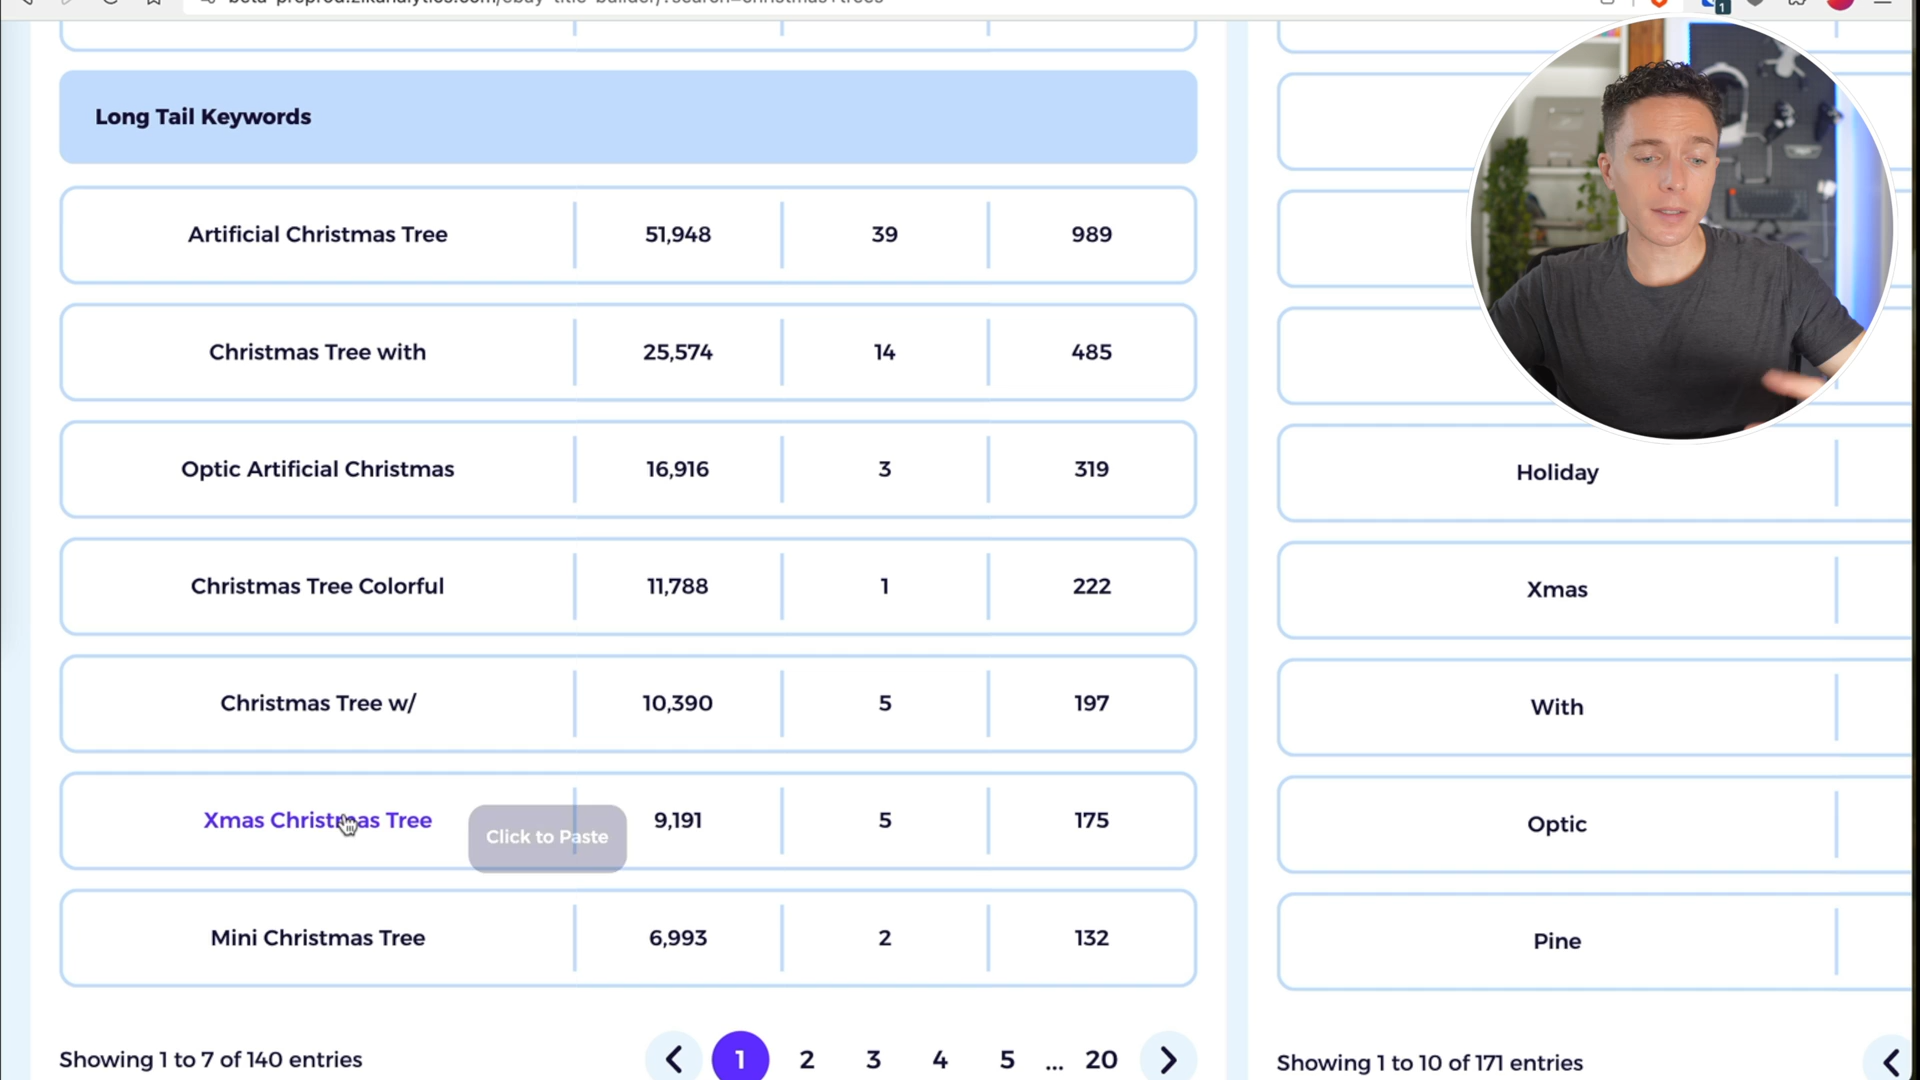 1
Long Tail Keywords
Artificial Christmas Tree 51,948 39 989
Christmas Tree with 25,574 14 485
Optic Artificial Christmas 16,916 3 319
Christmas Tree Colorful 11,788 1 222
Christmas Tree w/ 10,390 5 197
Xmas Christmas Tree 9,191 5 175
Click to Paste
Mini Christmas Tree 6,993 2 132
Showing 1 to 7 of 140 entries
1 2 3 4 5 ... 20
Holiday
Xmas
With
Optic
Pine
Showing 1 to 10 of 171 entries